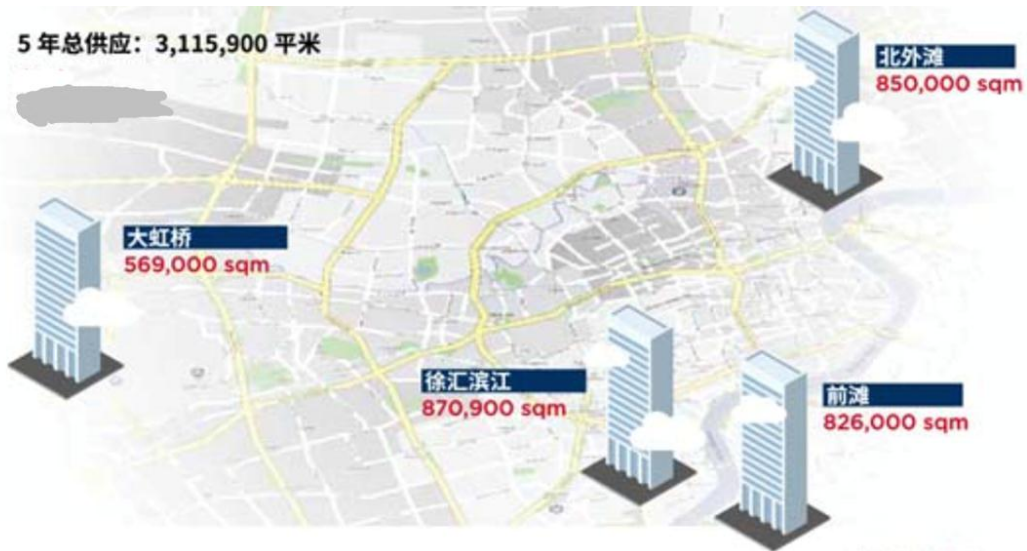 5 年总供应：3,115,900 平米
北外滩
850,000 sqm
大虹桥
569,000 sqm
徐汇滨江
870,900 sqm
前滩
826,000 sqm